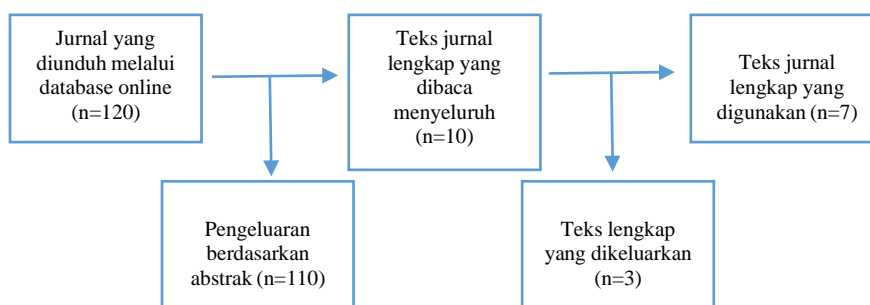 Jurnal yang
diunduh melalui
database online
(n=120)
Teks jurnal
lengkap yang
dibaca
menyeluruh
(n=10)
Teks jurnal
lengkap yang
digunakan (n=7)
Pengeluaran
berdasarkan
abstrak (n=110)
Teks lengkap
yang dikeluarkan
(n=3)